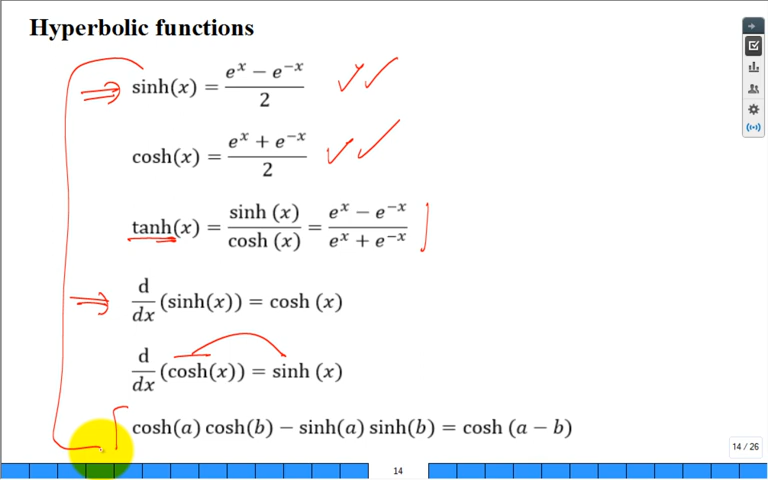 Hyperbolic functions
sinh(x) = (e^x − e^−x)/2
cosh(x) = (e^x + e^−x)/2
tanh(x) = sinh (x)/cosh (x) = (e^x − e^−x)/(e^x + e^−x)
d/dx (sinh(x)) = cosh (x)
d/dx (cosh(x)) = sinh (x)
cosh(a) cosh(b) − sinh(a) sinh(b) = cosh (a − b)
14 / 26
14